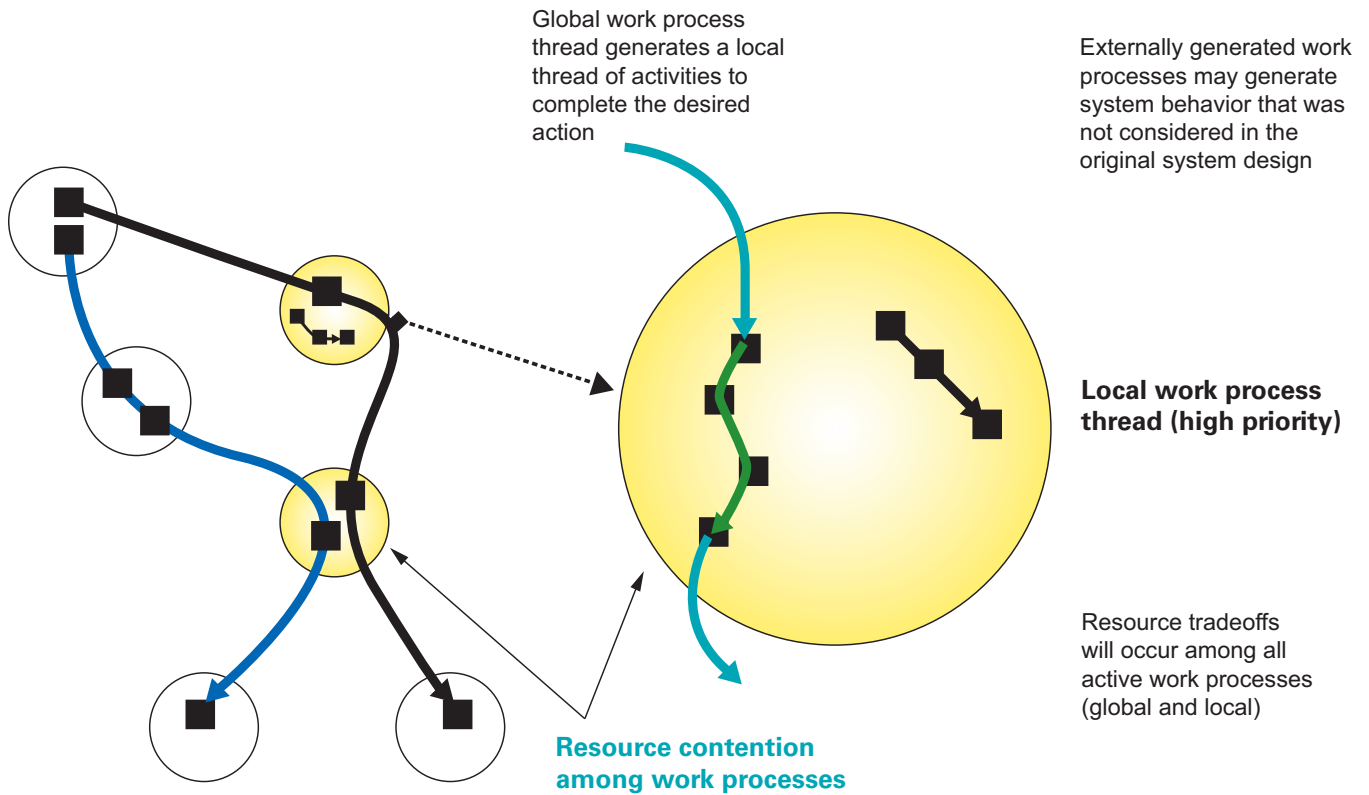 Global work process
thread generates a local
thread of activities to
complete the desired
action
Externally generated work
processes may generate
system behavior that was
not considered in the
original system design
Local work process
thread (high priority)
Resource tradeoffs
will occur among all
active work processes
(global and local)
Resource contention
among work processes